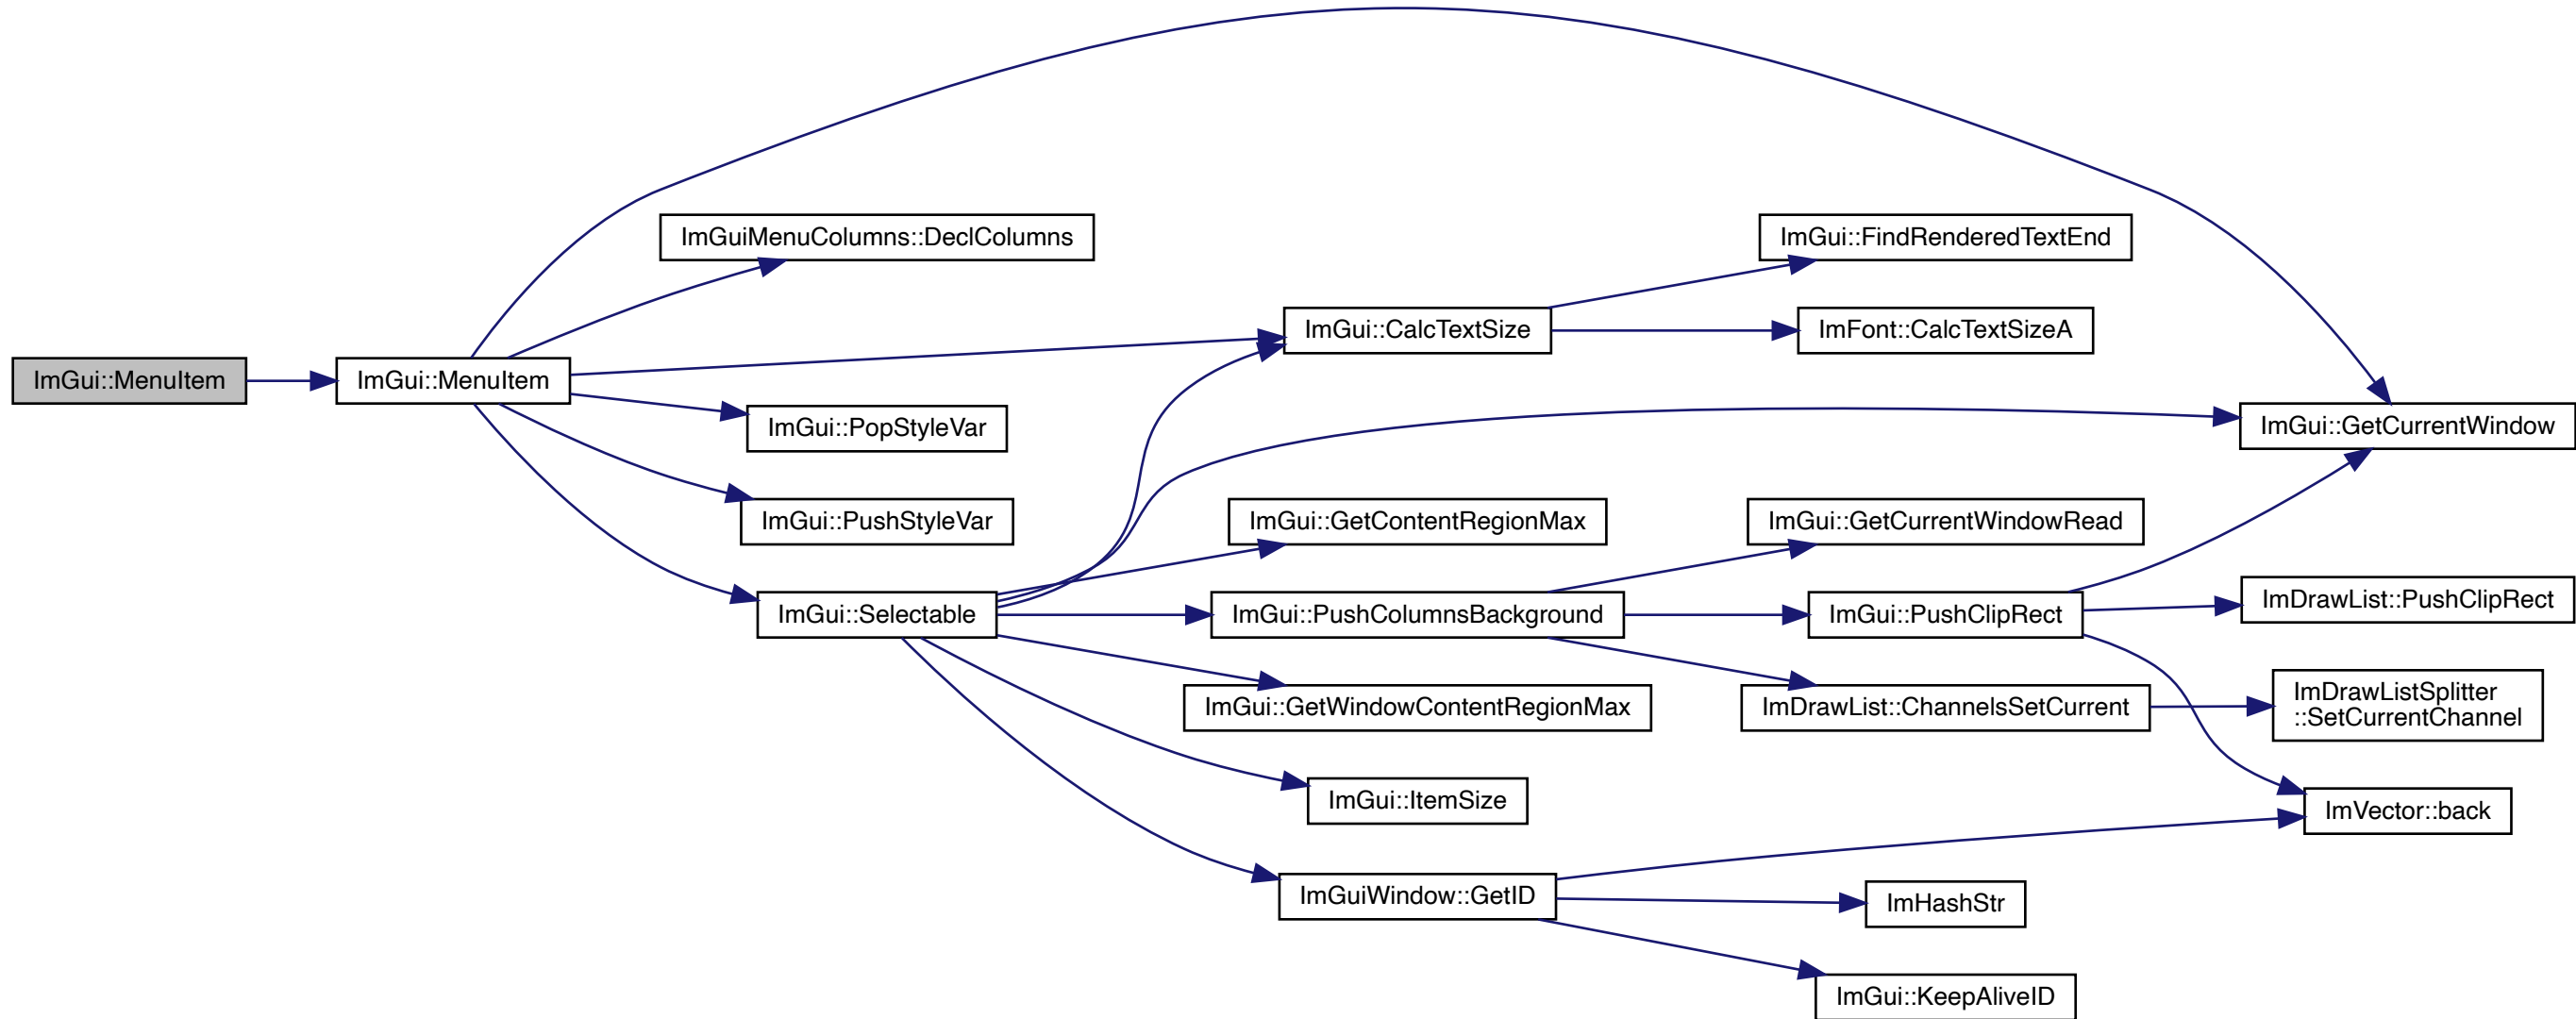 ImGuiMenuColumns::DeclColumns
ImGui::FindRenderedTextEnd
ImGui::CalcTextSize
ImFont::CalcTextSizeA
ImGui::MenuItem
ImGui::MenuItem
ImGui::PopStyleVar
ImGui::GetCurrentWindow
ImGui::PushStyleVar
ImGui::GetContentRegionMax
ImGui::GetCurrentWindowRead
ImGui::Selectable
ImGui::PushColumnsBackground
ImGui::PushClipRect
ImDrawList::PushClipRect
ImGui::GetWindowContentRegionMax
ImDrawList::ChannelsSetCurrent
ImDrawListSplitter
::SetCurrentChannel
ImGui::ItemSize
ImVector::back
ImGuiWindow::GetID
ImHashStr
ImGui::KeepAliveID